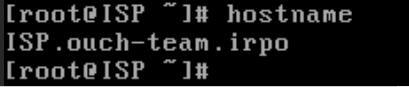 [root@ISP ~]# hostname
ISP.ouch-team.irpo
[root@ISP ~]#